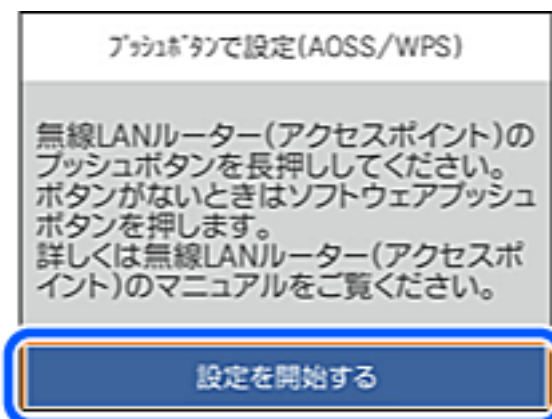 ﾌﾟｯｼｭﾎﾞﾀﾝで設定(AOSS/WPS)
無線LANルーター(アクセスポイント)の
プッシュボタンを長押ししてください。
ボタンがないときはソフトウェアプッシュ
ボタンを押します。
詳しくは無線LANルーター(アクセスポ
イント)のマニュアルをご覧ください。
設定を開始する